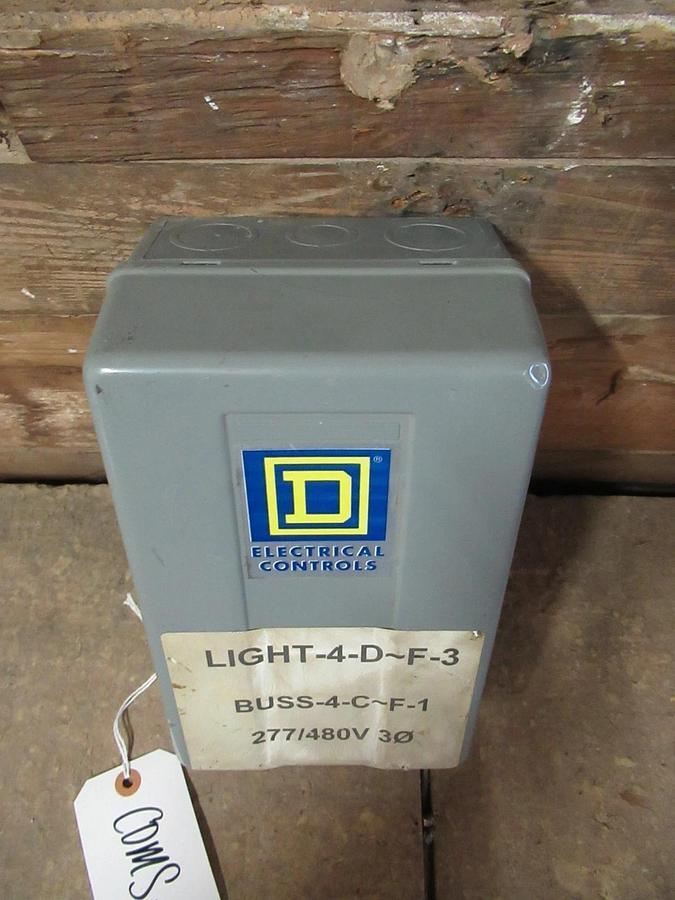 D ®
ELECTRICAL
CONTROLS
LIGHT-4-D~F-3
BUSS-4-C~F-1
277/480V 3Ø
COMS